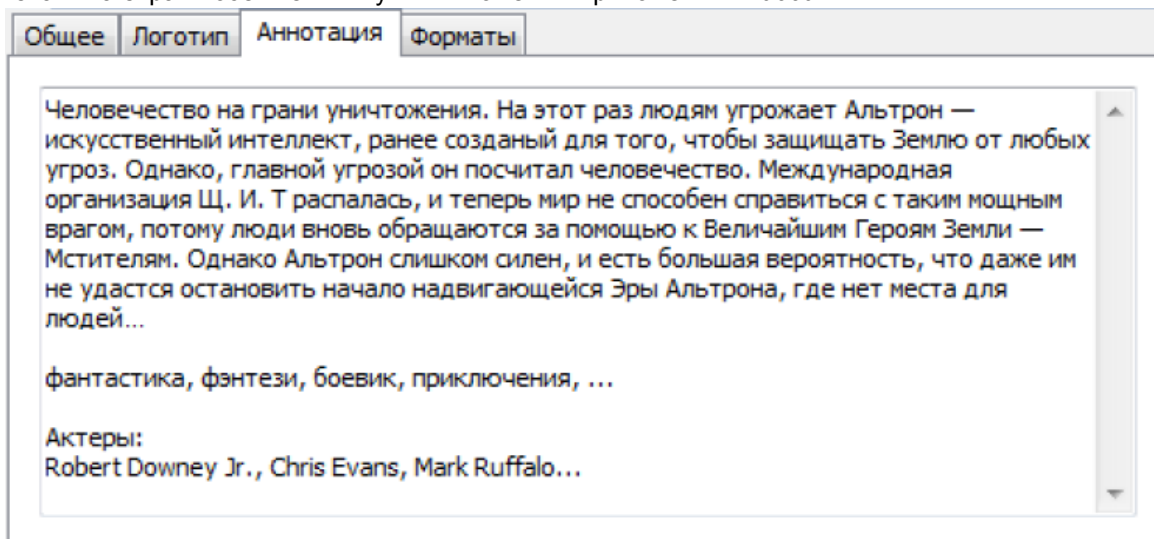 Общее Логотип Аннотация Форматы
Человечество на грани уничтожения. На этот раз людям угрожает Альтрон —
искусственный интеллект, ранее созданый для того, чтобы защищать Землю от любых
угроз. Однако, главной угрозой он посчитал человечество. Международная
организация Щ. И. Т распалась, и теперь мир не способен справиться с таким мощным
врагом, потому люди вновь обращаются за помощью к Величайшим Героям Земли —
Мстителям. Однако Альтрон слишком силен, и есть большая вероятность, что даже им
не удастся остановить начало надвигающейся Эры Альтрона, где нет места для
людей...
фантастика, фэнтези, боевик, приключения, ...
Актеры:
Robert Downey Jr., Chris Evans, Mark Ruffalo...